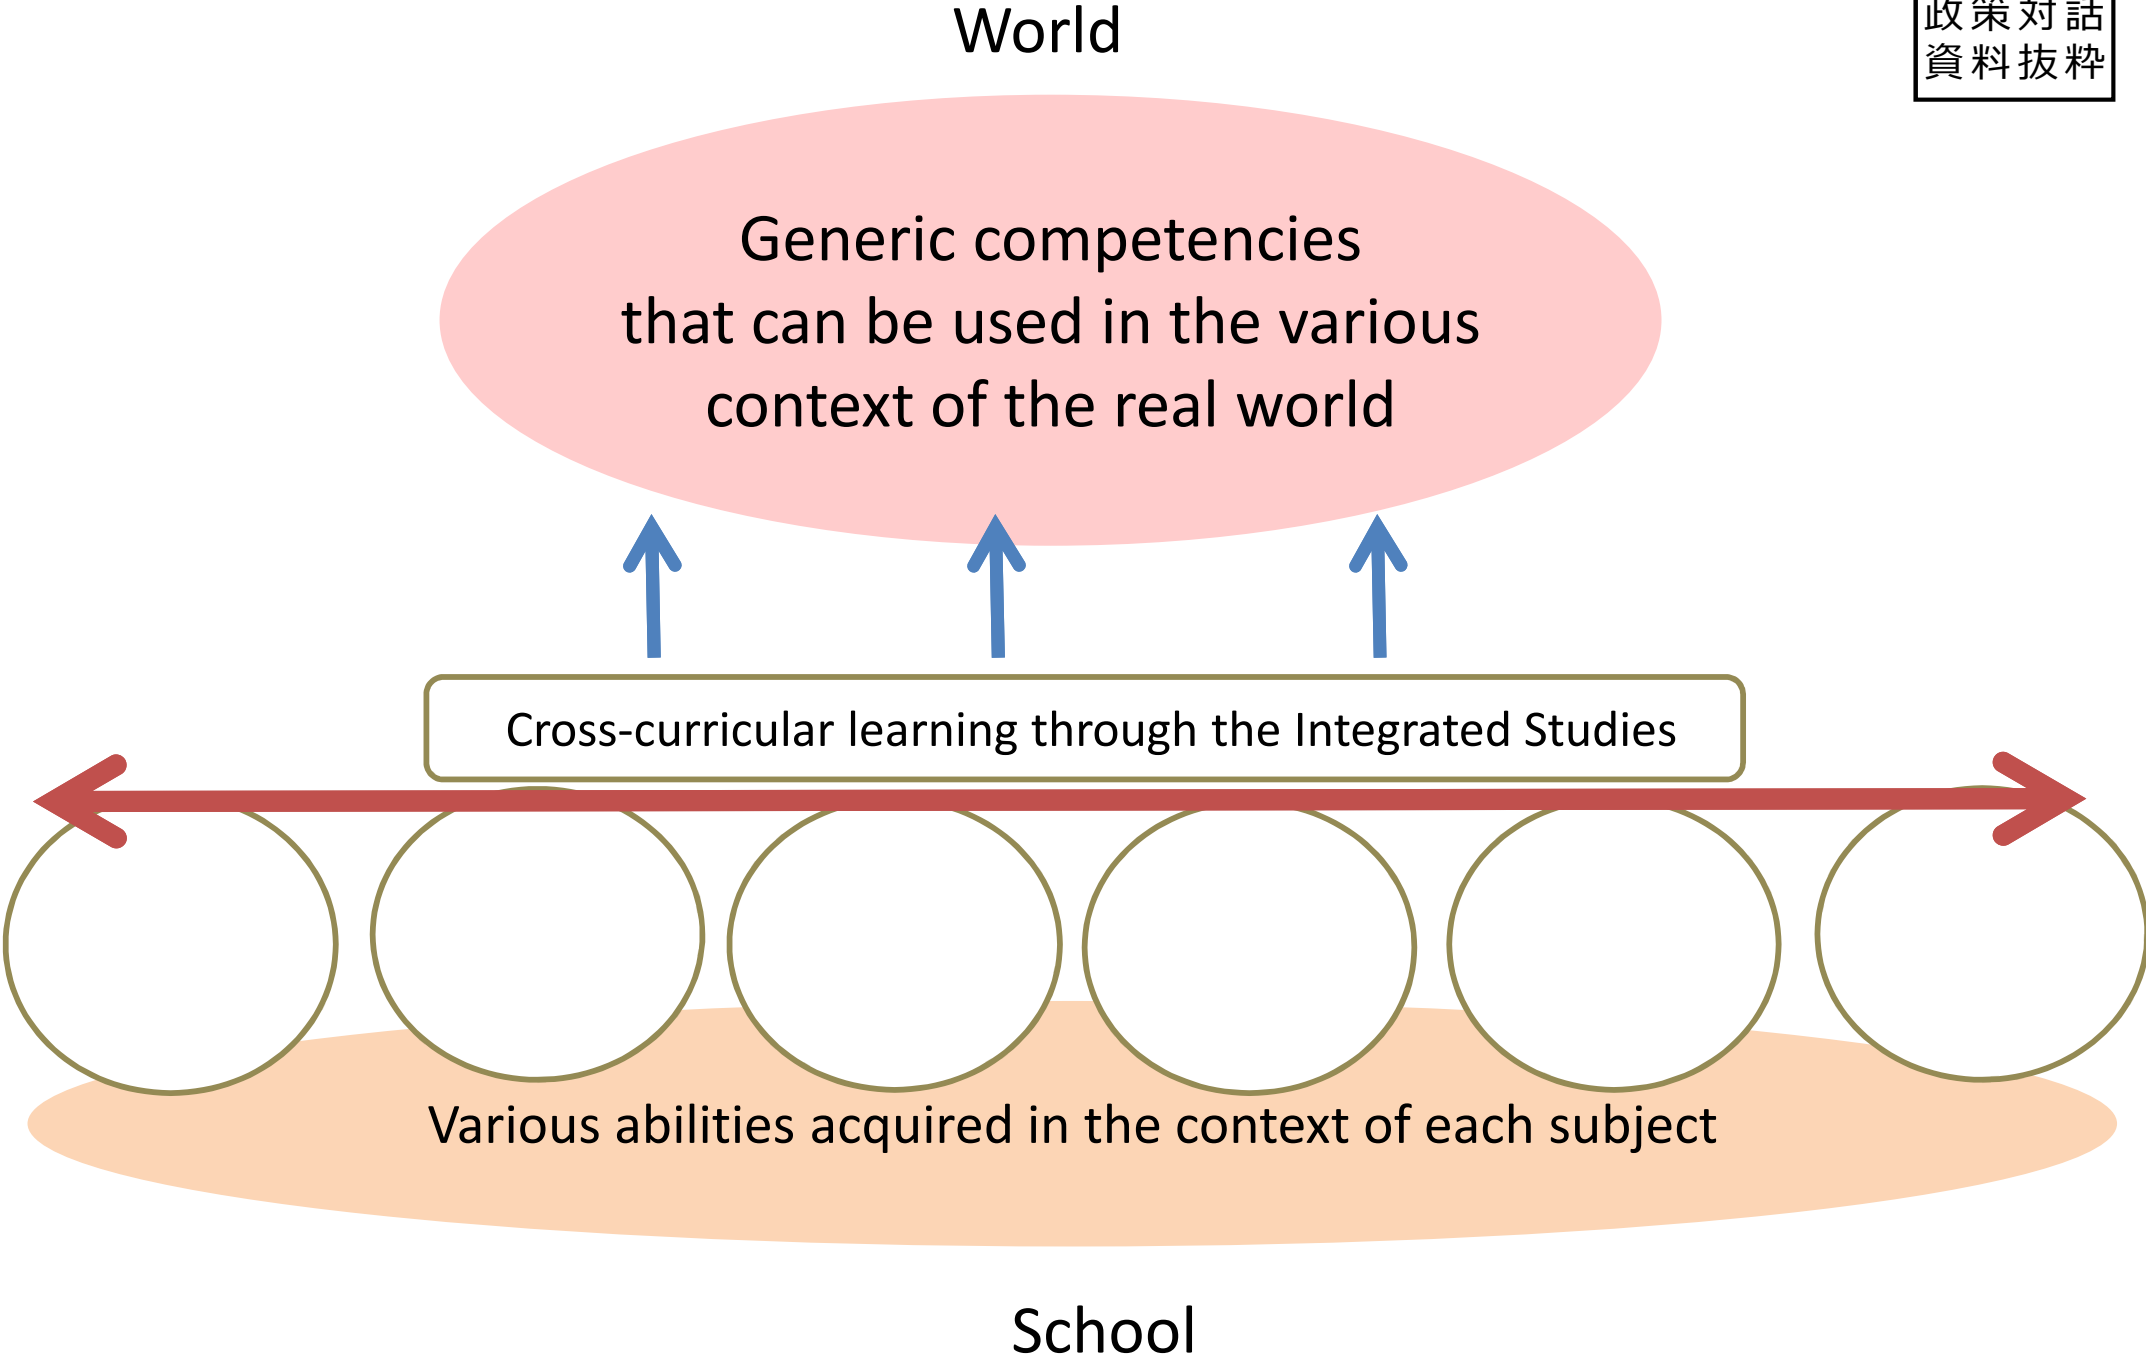 World
政策対話
資料抜粋
Generic competencies
that can be used in the various
context of the real world
Cross-curricular learning through the Integrated Studies
Various abilities acquired in the context of each subject
School